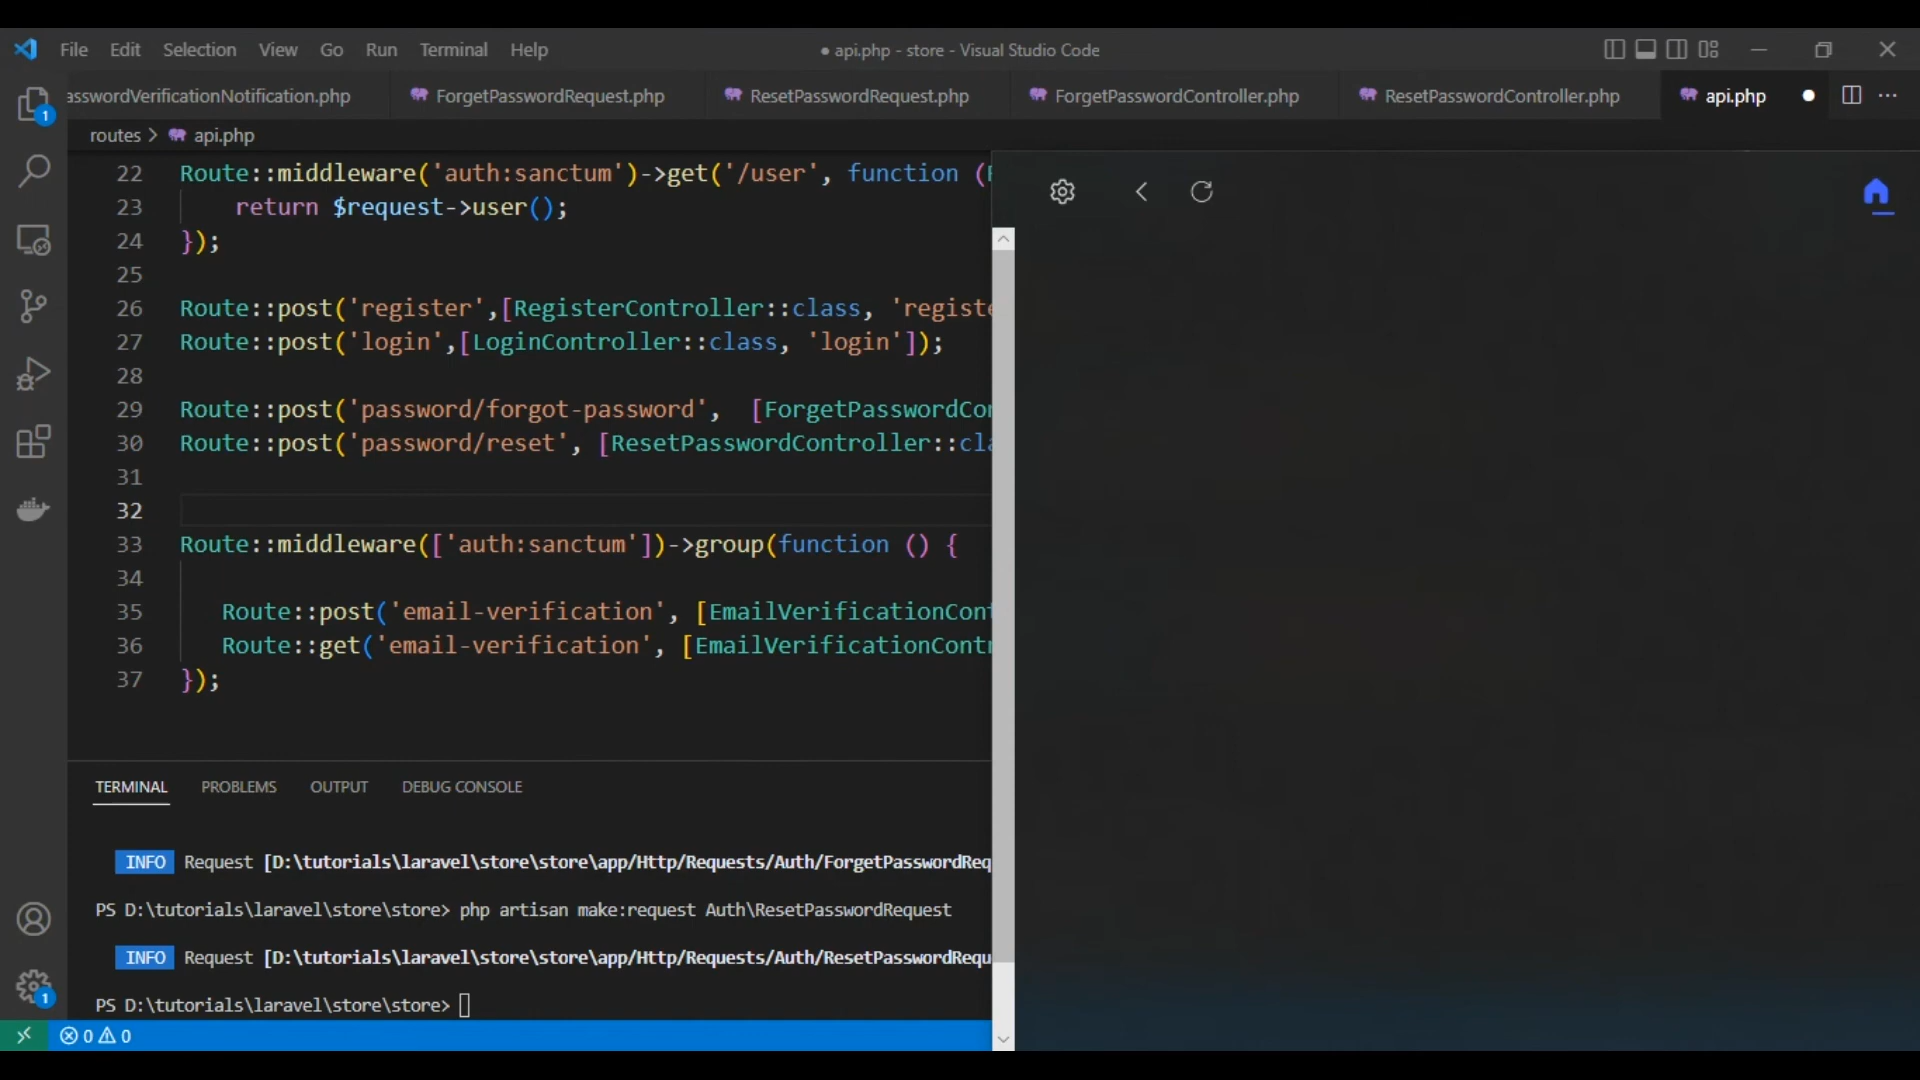 File Edit Selection View Go Run Terminal Help
● api.php - store - Visual Studio Code
asswordVerificationNotification.php ForgetPasswordRequest.php ResetPasswordRequest.php ForgetPasswordController.php ResetPasswordController.php api.php
routes > api.php
22 Route::middleware('auth:sanctum')->get('/user', function (
23 return $request->user();
24 });
25
26 Route::post('register',[RegisterController::class, 'registe
27 Route::post('login',[LoginController::class, 'login']);
28
29 Route::post('password/forgot-password', [ForgetPasswordCo
30 Route::post('password/reset', [ResetPasswordController::cla
31
32
33 Route::middleware(['auth:sanctum'])->group(function () {
34
35 Route::post('email-verification', [EmailVerificationCont
36 Route::get('email-verification', [EmailVerificationContr
37 });
TERMINAL PROBLEMS OUTPUT DEBUG CONSOLE
INFO Request [D:\tutorials\laravel\store\store\app/Http/Requests/Auth/ForgetPasswordReq
PS D:\tutorials\laravel\store\store> php artisan make:request Auth\ResetPasswordRequest
INFO Request [D:\tutorials\laravel\store\store\app/Http/Requests/Auth/ResetPasswordRequ
PS D:\tutorials\laravel\store\store>
1
1
0 0